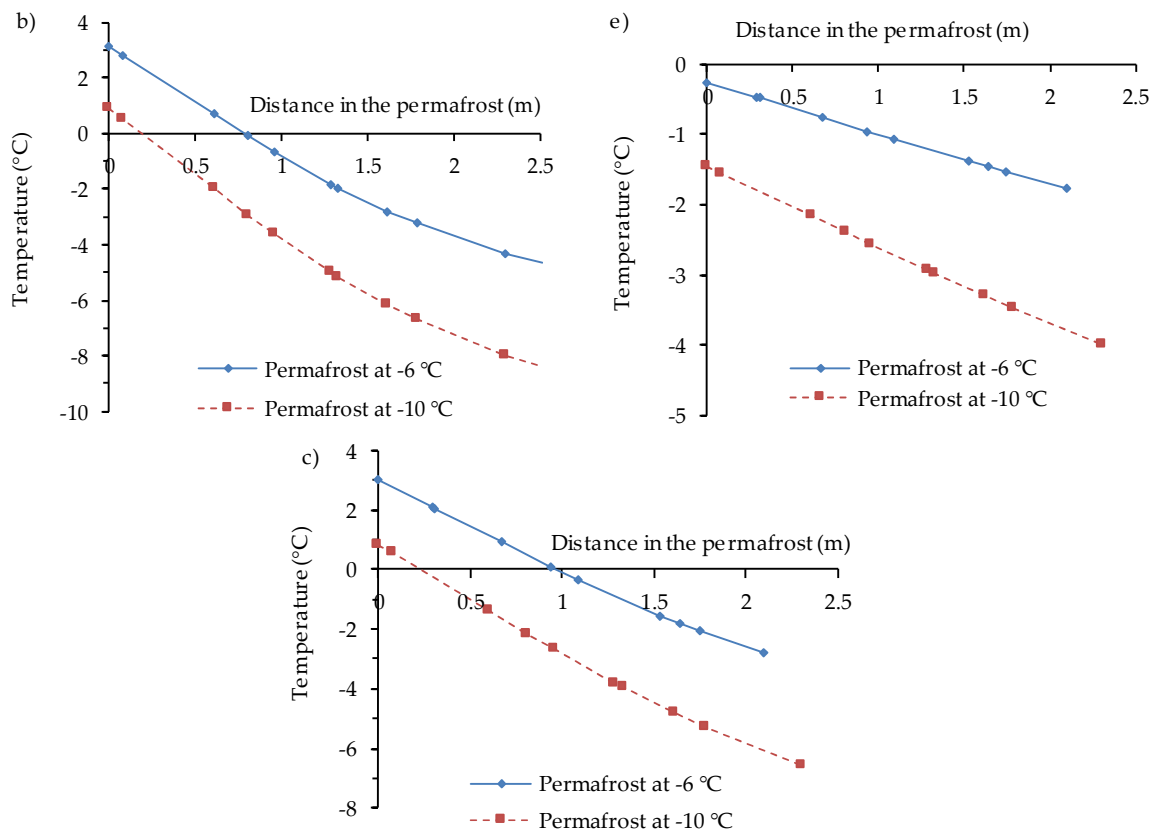 b)
4
2
0
-2
-4
-6
-8
-10
Temperature (°C)
Distance in the permafrost (m)
0 0.5 1 1.5 2 2.5
Permafrost at -6 °C
Permafrost at -10 °C
e)
Distance in the permafrost (m)
0
-1
-2
-3
-4
-5
Temperature (°C)
0 0.5 1 1.5 2 2.5
Permafrost at -6 °C
Permafrost at -10 °C
c)
4
2
0
-2
-4
-6
-8
Temperature (°C)
Distance in the permafrost (m)
0 0.5 1 1.5 2 2.5
Permafrost at -6 °C
Permafrost at -10 °C